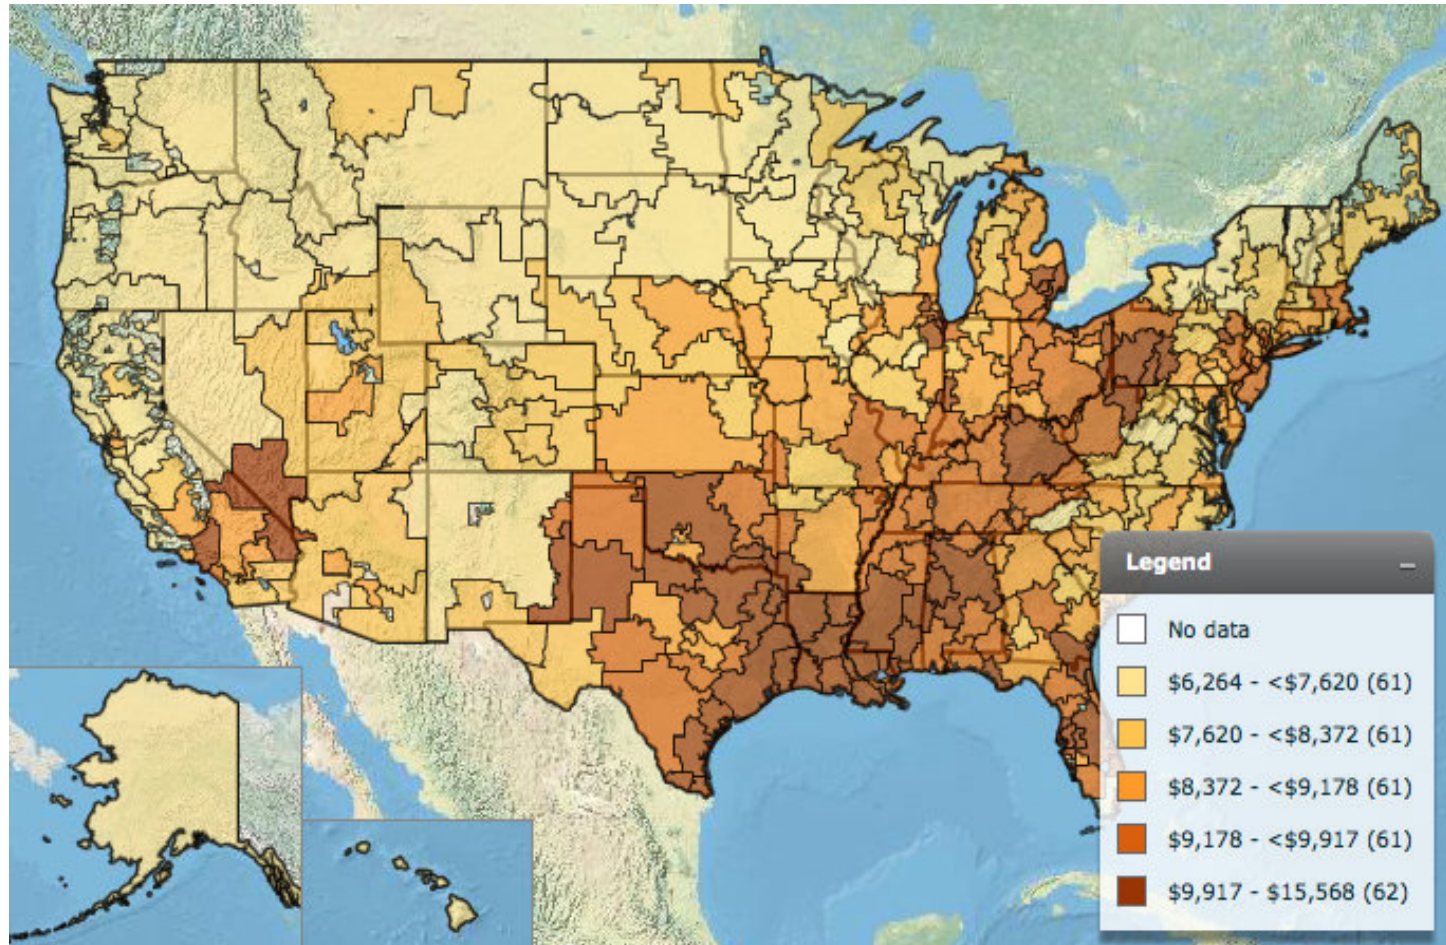 Legend
No data
$6,264 - <$7,620 (61)
$7,620 - <$8,372 (61)
$8,372 - <$9,178 (61)
$9,178 - <$9,917 (61)
$9,917 - $15,568 (62)